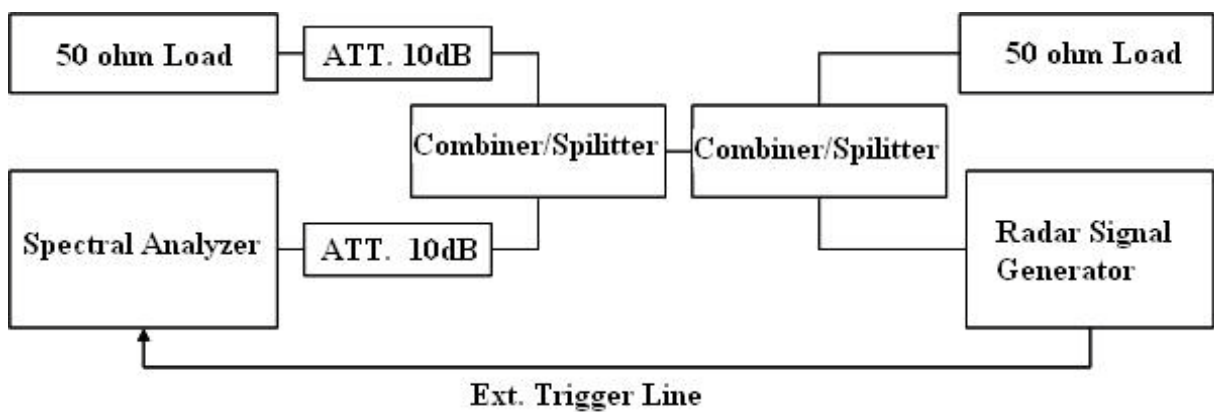 50 ohm Load
ATT. 10dB
50 ohm Load
Combiner/Spilitter
Combiner/Spilitter
Spectral Analyzer
ATT. 10dB
Radar Signal
Generator
Ext. Trigger Line